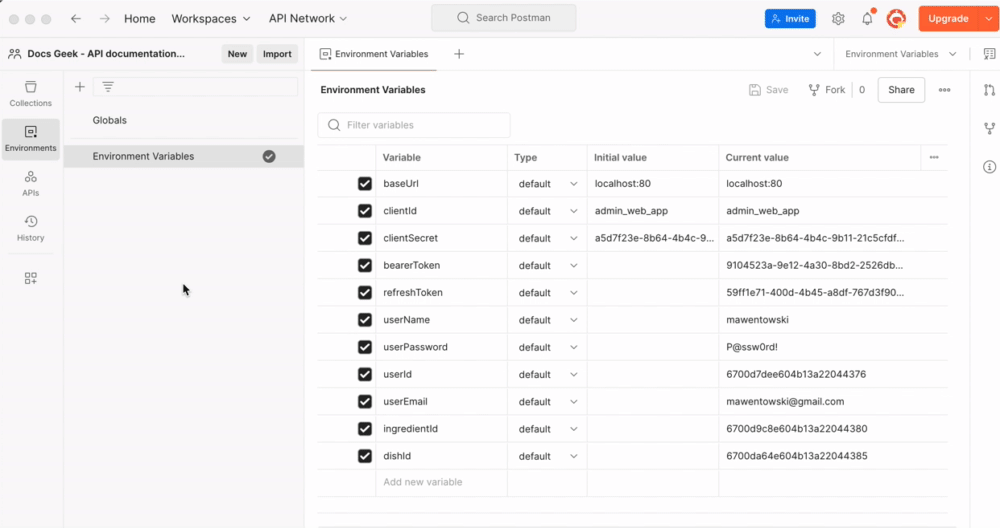 Home Workspaces API Network Search Postman Invite Upgrade
Docs Geek - API documentation... New Import Environment Variables Environment Variables
Collections
Environments
APIs
History
Globals
Environment Variables
Environment Variables Save Fork 0 Share
Filter variables
Variable Type Initial value Current value
baseUrl default localhost:80 localhost:80
clientId default admin_web_app admin_web_app
clientSecret default a5d7f23e-8b64-4b4c-9... a5d7f23e-8b64-4b4c-9b11-21c5cfdf...
bearerToken default 9104523a-9e12-4a30-8bd2-2526db...
refreshToken default 59ff1e71-400d-4b45-a8df-767d3f90...
userName default mawentowski
userPassword default P@ssw0rd!
userId default 6700d7dee604b13a22044376
userEmail default mawentowski@gmail.com
ingredientId default 6700d9c8e604b13a22044380
dishId default 6700da64e604b13a22044385
Add new variable